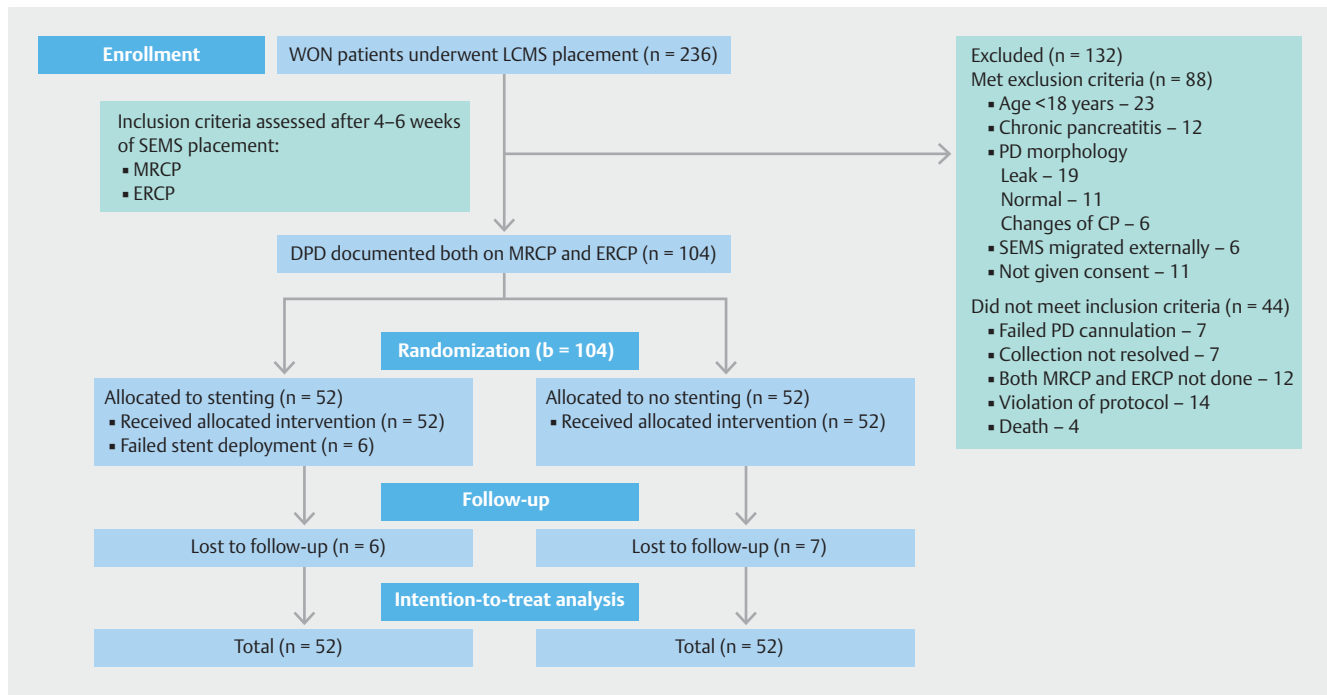 Enrollment
WON patients underwent LCMS placement (n = 236)
Inclusion criteria assessed after 4–6 weeks
of SEMS placement:
▪ MRCP
▪ ERCP
Excluded (n = 132)
Met exclusion criteria (n = 88)
▪ Age <18 years – 23
▪ Chronic pancreatitis – 12
▪ PD morphology
Leak – 19
Normal – 11
Changes of CP – 6
▪ SEMS migrated externally – 6
▪ Not given consent – 11
Did not meet inclusion criteria (n = 44)
▪ Failed PD cannulation – 7
▪ Collection not resolved – 7
▪ Both MRCP and ERCP not done – 12
▪ Violation of protocol – 14
▪ Death – 4
DPD documented both on MRCP and ERCP (n = 104)
Randomization (b = 104)
Allocated to stenting (n = 52)
▪ Received allocated intervention (n = 52)
▪ Failed stent deployment (n = 6)
Allocated to no stenting (n = 52)
▪ Received allocated intervention (n = 52)
Follow-up
Lost to follow-up (n = 6)
Lost to follow-up (n = 7)
Intention-to-treat analysis
Total (n = 52)
Total (n = 52)